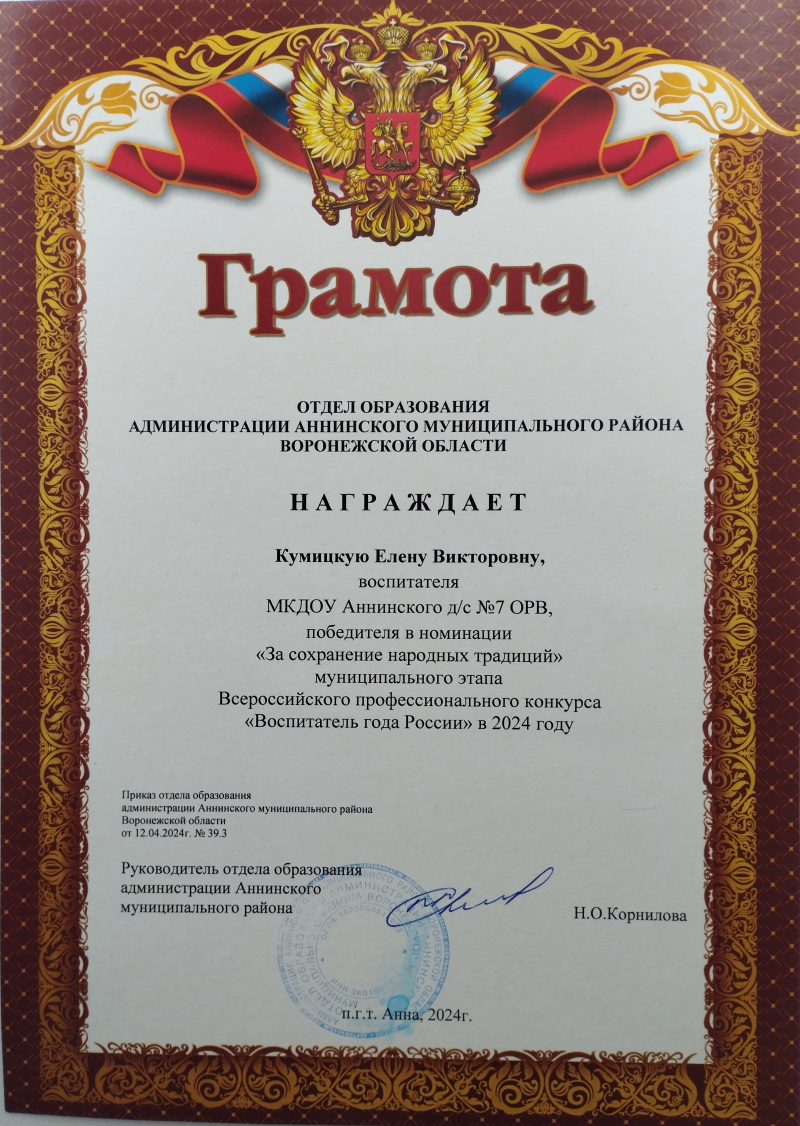 Грамота
ОТДЕЛ ОБРАЗОВАНИЯ
АДМИНИСТРАЦИИ АННИНСКОГО МУНИЦИПАЛЬНОГО РАЙОНА
ВОРОНЕЖСКОЙ ОБЛАСТИ
НАГРАЖДАЕТ
Кумицкую Елену Викторовну,
воспитателя
МКДОУ Аннинского д/с №7 ОРВ,
победителя в номинации
«За сохранение народных традиций»
муниципального этапа
Всероссийского профессионального конкурса
«Воспитатель года России» в 2024 году
Приказ отдела образования
администрации Аннинского муниципального района
Воронежской области
от 12.04.2024г. № 39.3
Руководитель отдела образования
администрации Аннинского
муниципального района
Н.О.Корнилова
п.г.т. Анна, 2024г.